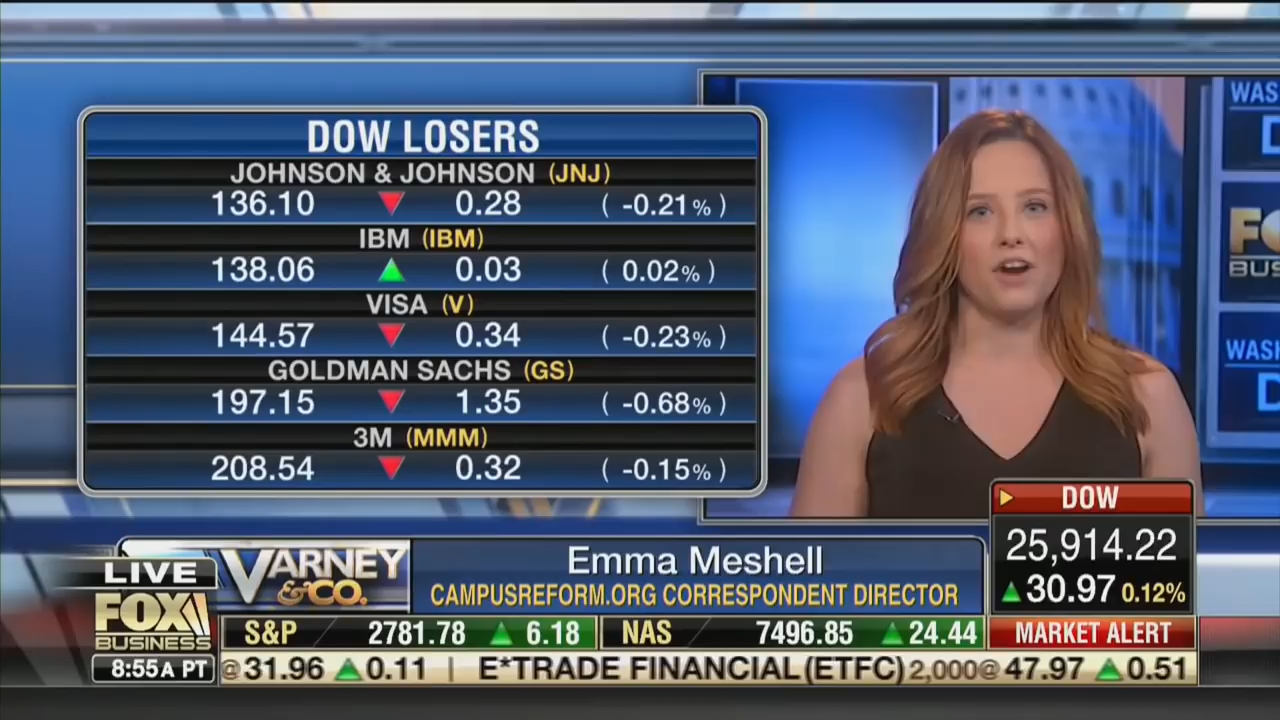 DOW LOSERS
JOHNSON & JOHNSON (JNJ)
136.10 ▼ 0.28 ( -0.21% )
IBM (IBM)
138.06 ▲ 0.03 ( 0.02% )
VISA (V)
144.57 ▼ 0.34 ( -0.23% )
GOLDMAN SACHS (GS)
197.15 ▼ 1.35 ( -0.68% )
3M (MMM)
208.54 ▼ 0.32 ( -0.15% )
WAS
D
FO
BUS
WASH
D
LIVE
FOX
BUSINESS
8:55A PT
VARNEY
& CO.
Emma Meshell
CAMPUSREFORM.ORG CORRESPONDENT DIRECTOR
DOW
25,914.22
▲ 30.97 0.12%
MARKET ALERT
S&P 2781.78 ▲ 6.18 NAS 7496.85 ▲ 24.44
@31.96 ▲ 0.11 | E*TRADE FINANCIAL (ETFC) 2,000@ 47.97 ▲ 0.51